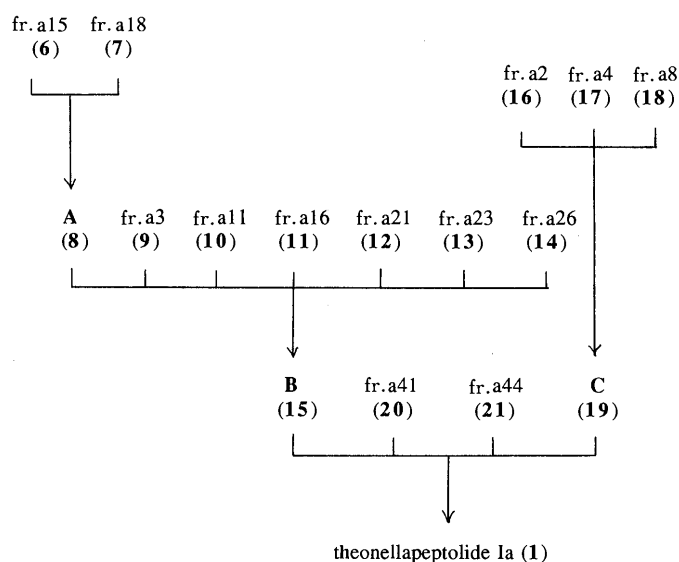 fr.a15 fr.a18
(6) (7)
fr.a2 fr.a4 fr.a8
(16) (17) (18)
A fr.a3 fr.a11 fr.a16 fr.a21 fr.a23 fr.a26
(8) (9) (10) (11) (12) (13) (14)
B fr.a41 fr.a44 C
(15) (20) (21) (19)
theonellapeptolide Ia (1)